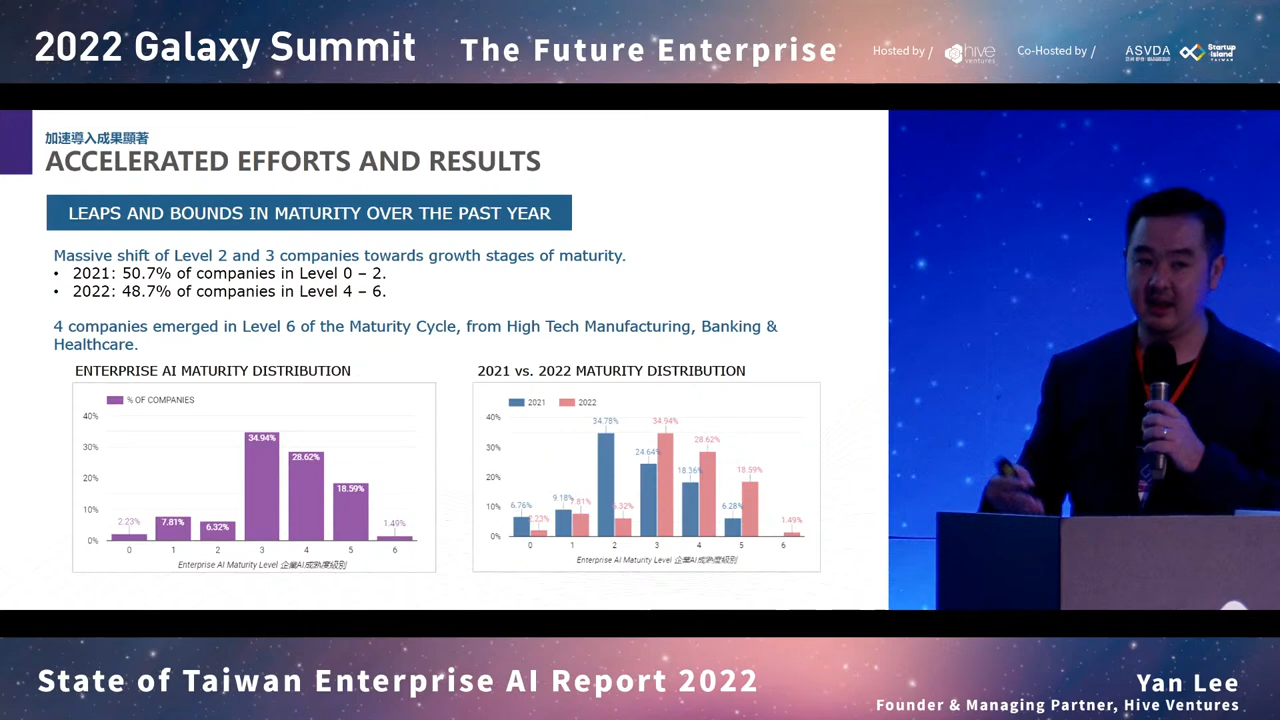 2022 Galaxy Summit
The Future Enterprise
Hosted by /
hive
ventures
Co-Hosted by /
ASVDA
Startup
Island
TAIWAN
加速導入成果顯著
ACCELERATED EFFORTS AND RESULTS
LEAPS AND BOUNDS IN MATURITY OVER THE PAST YEAR
Massive shift of Level 2 and 3 companies towards growth stages of maturity.
• 2021: 50.7% of companies in Level 0 – 2.
• 2022: 48.7% of companies in Level 4 – 6.
4 companies emerged in Level 6 of the Maturity Cycle, from High Tech Manufacturing, Banking &
Healthcare.
ENTERPRISE AI MATURITY DISTRIBUTION
% OF COMPANIES
40%
30%
20%
10%
0%
2.23%
7.81%
6.32%
34.94%
28.62%
18.59%
1.49%
0 1 2 3 4 5 6
Enterprise AI Maturity Level 企業AI成熟度級別
2021 vs. 2022 MATURITY DISTRIBUTION
2021 2022
40%
30%
20%
10%
0%
6.76%
2.23%
9.18%
7.81%
34.78%
6.32%
24.64%
34.94%
18.36%
28.62%
6.28%
18.59%
1.49%
0 1 2 3 4 5 6
Enterprise AI Maturity Level 企業AI成熟度級別
State of Taiwan Enterprise AI Report 2022
Yan Lee
Founder & Managing Partner, Hive Ventures